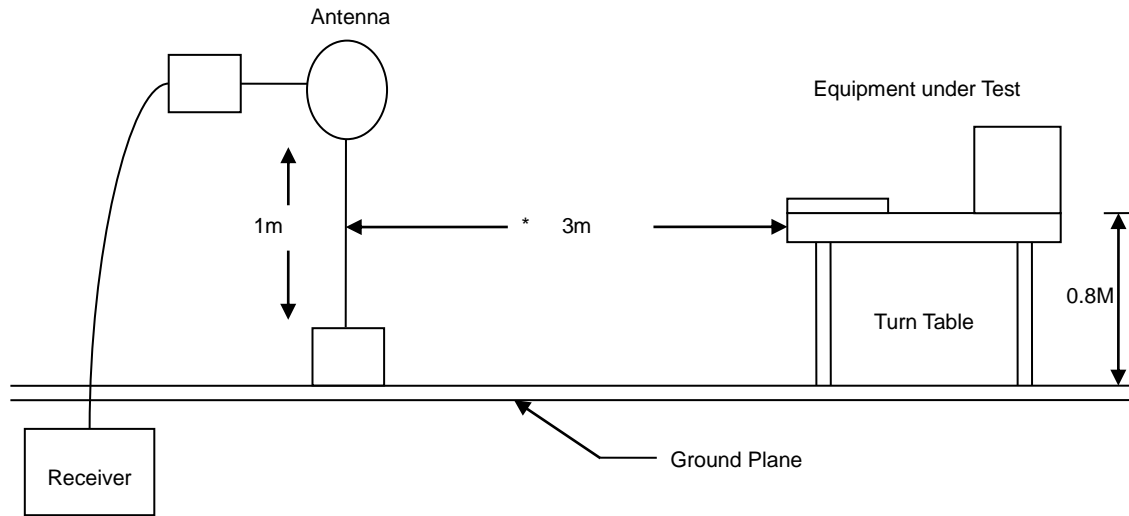 Antenna
Equipment under Test
1m
* 3m
0.8M
Turn Table
Ground Plane
Receiver